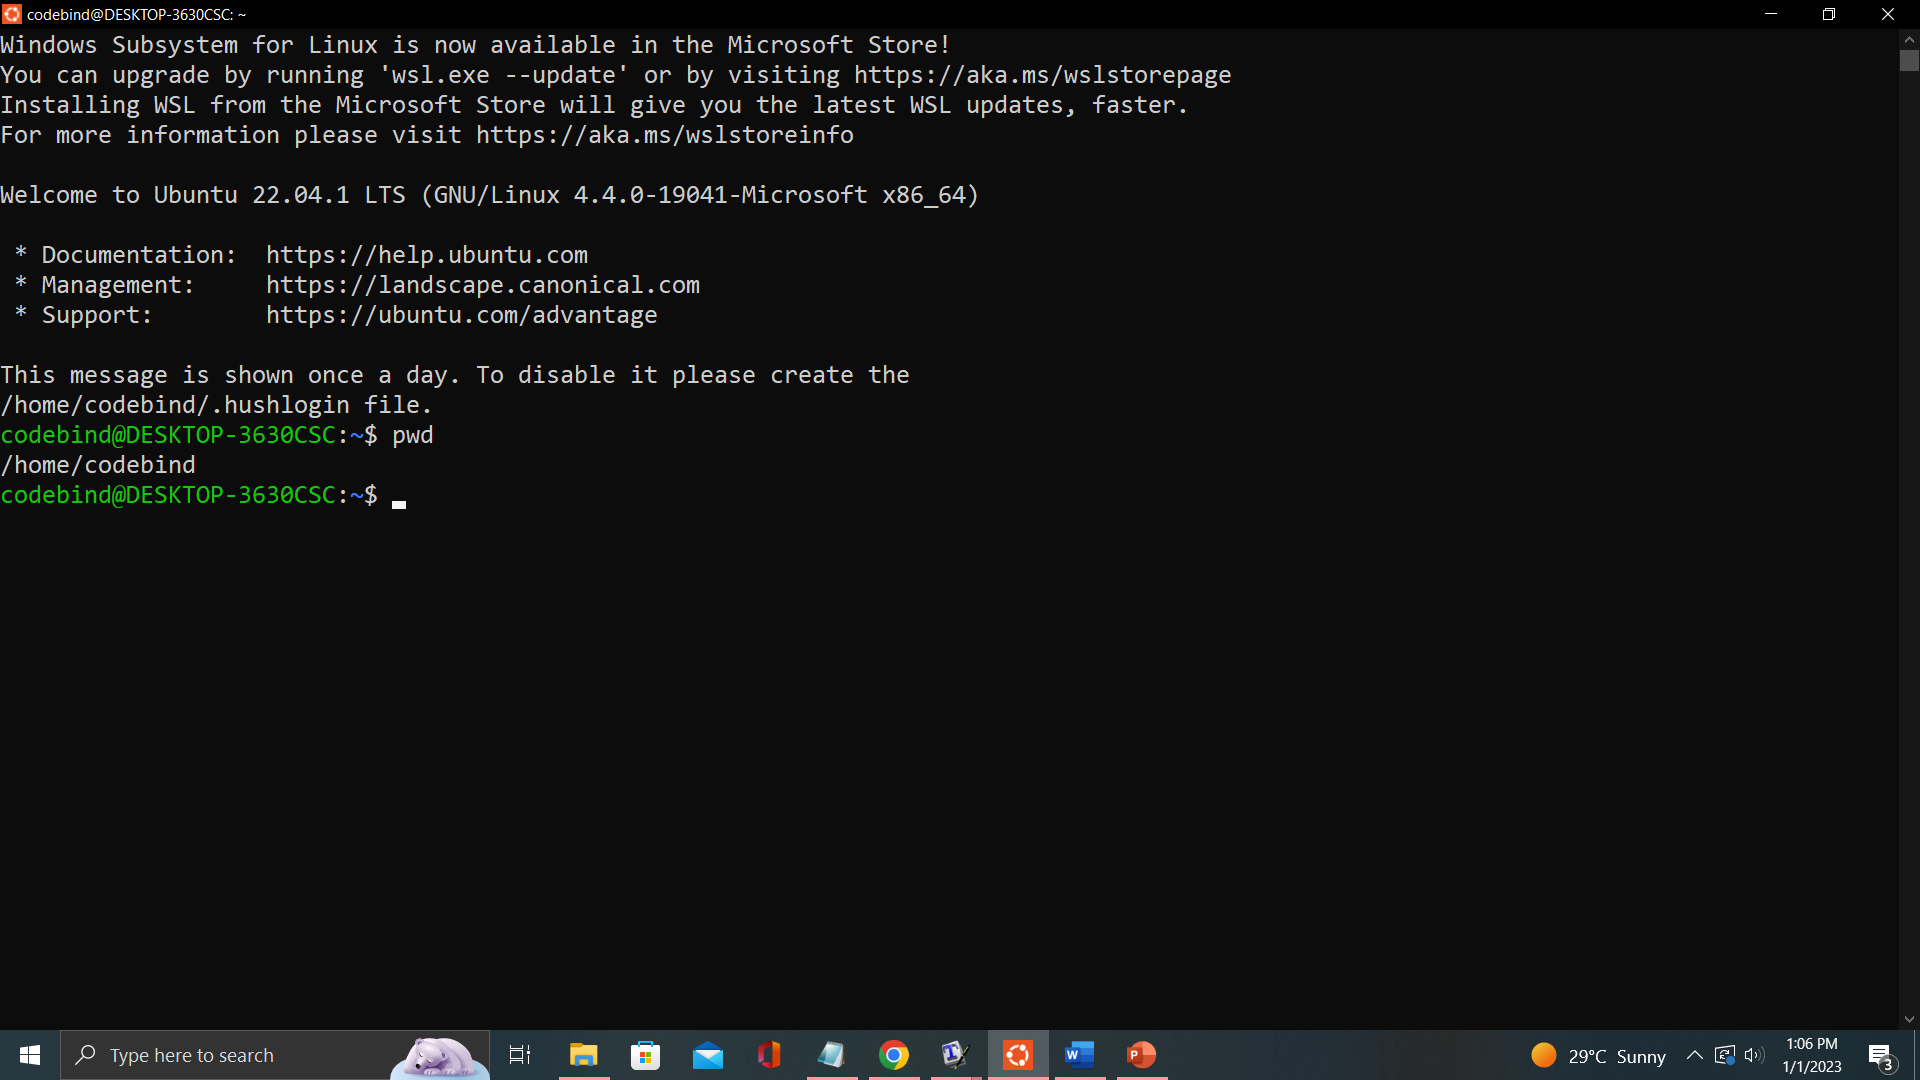 codebind@DESKTOP-3630CSC: ~
Windows Subsystem for Linux is now available in the Microsoft Store!
You can upgrade by running 'wsl.exe --update' or by visiting https://aka.ms/wslstorepage
Installing WSL from the Microsoft Store will give you the latest WSL updates, faster.
For more information please visit https://aka.ms/wslstoreinfo
Welcome to Ubuntu 22.04.1 LTS (GNU/Linux 4.4.0-19041-Microsoft x86_64)
* Documentation:  https://help.ubuntu.com
* Management:     https://landscape.canonical.com
* Support:        https://ubuntu.com/advantage
This message is shown once a day. To disable it please create the
/home/codebind/.hushlogin file.
codebind@DESKTOP-3630CSC:~$ pwd
/home/codebind
codebind@DESKTOP-3630CSC:~$
Type here to search
29°C Sunny
1:06 PM
1/1/2023
3